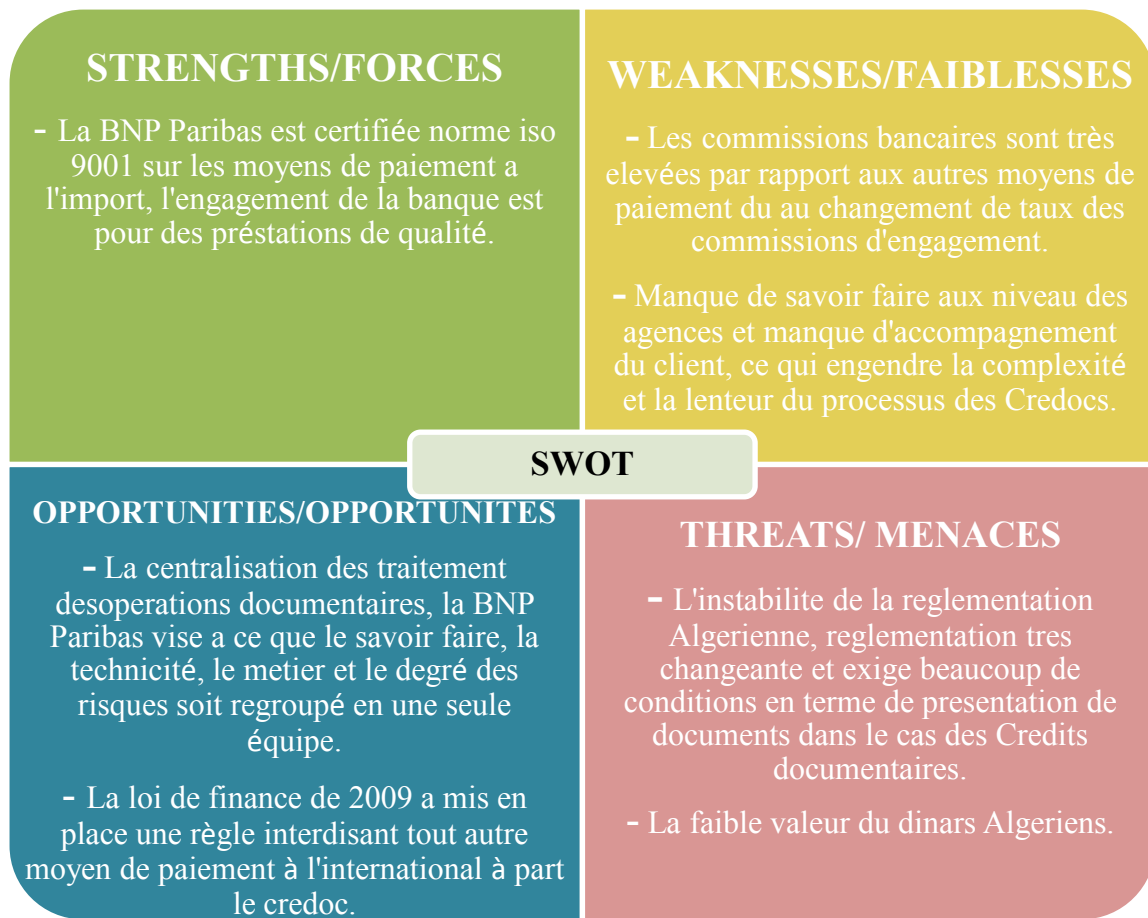 STRENGTHS/FORCES
- La BNP Paribas est certifiée norme iso
9001 sur les moyens de paiement a
l'import, l'engagement de la banque est
pour des préstations de qualité.
WEAKNESSES/FAIBLESSES
- Les commissions bancaires sont très
elevées par rapport aux autres moyens de
paiement du au changement de taux des
commissions d'engagement.
- Manque de savoir faire aux niveau des
agences et manque d'accompagnement
du client, ce qui engendre la complexité
et la lenteur du processus des Credocs.
SWOT
OPPORTUNITIES/OPPORTUNITES
- La centralisation des traitement
desoperations documentaires, la BNP
Paribas vise a ce que le savoir faire, la
technicité, le metier et le degré des
risques soit regroupé en une seule
équipe.
- La loi de finance de 2009 a mis en
place une règle interdisant tout autre
moyen de paiement à l'international à part
le credoc.
THREATS/ MENACES
- L'instabilite de la reglementation
Algerienne, reglementation tres
changeante et exige beaucoup de
conditions en terme de presentation de
documents dans le cas des Credits
documentaires.
- La faible valeur du dinars Algeriens.